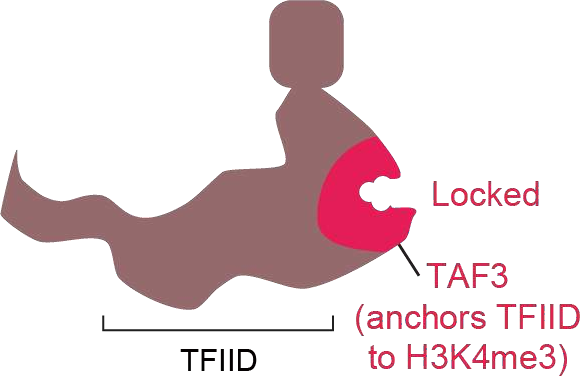 Locked
TAF3
(anchors TFIID
to H3K4me3)
TFIID